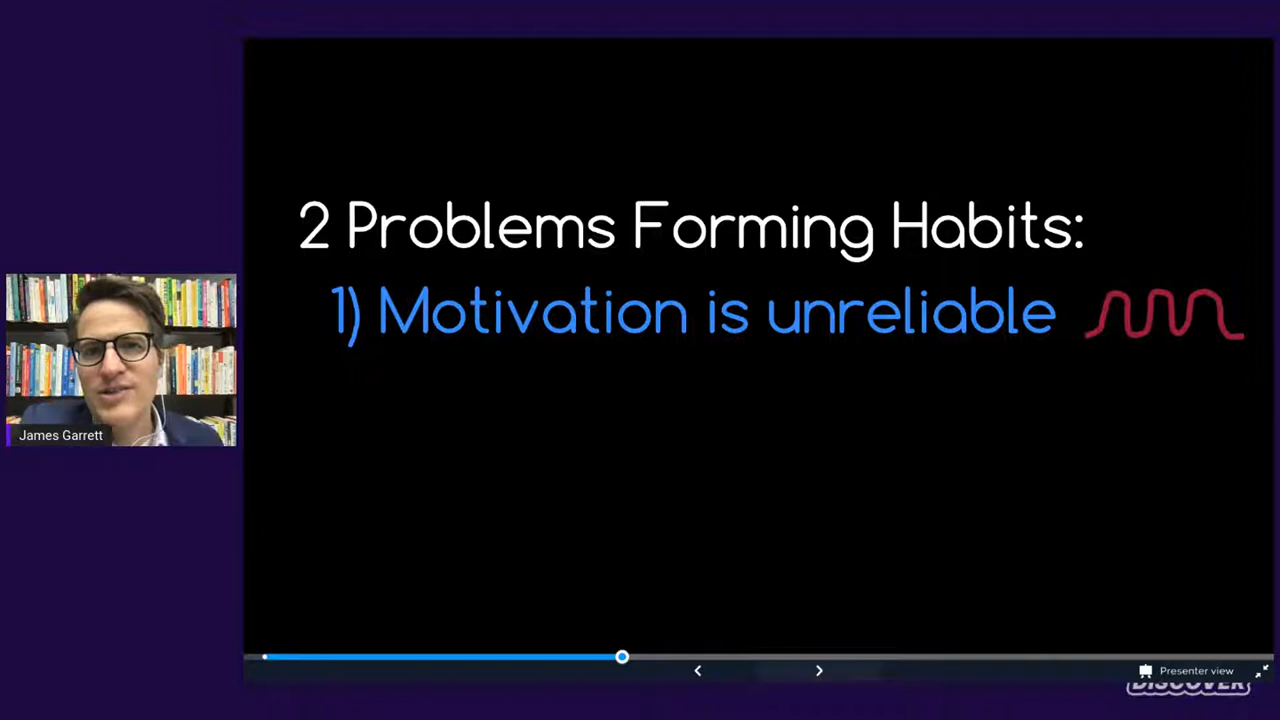 2 Problems Forming Habits:
1) Motivation is unreliable
James Garrett
Presenter view
DISCOVER